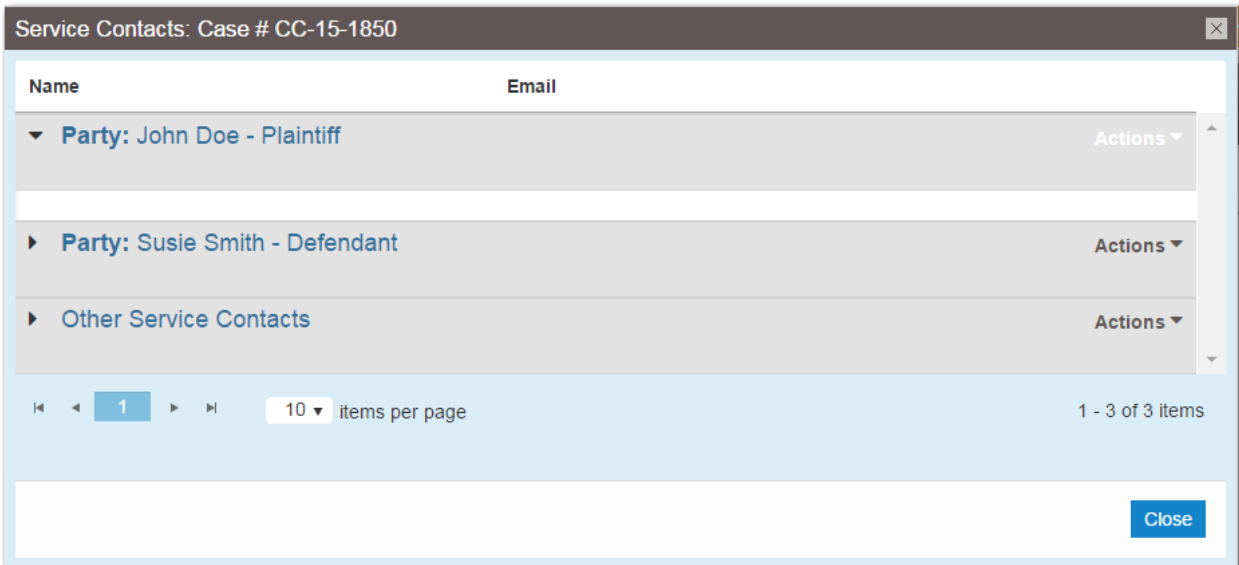 Service Contacts: Case # CC-15-1850
Name Email
Party: John Doe - Plaintiff Actions
Party: Susie Smith - Defendant Actions
Other Service Contacts Actions
1 10 items per page 1 - 3 of 3 items
Close